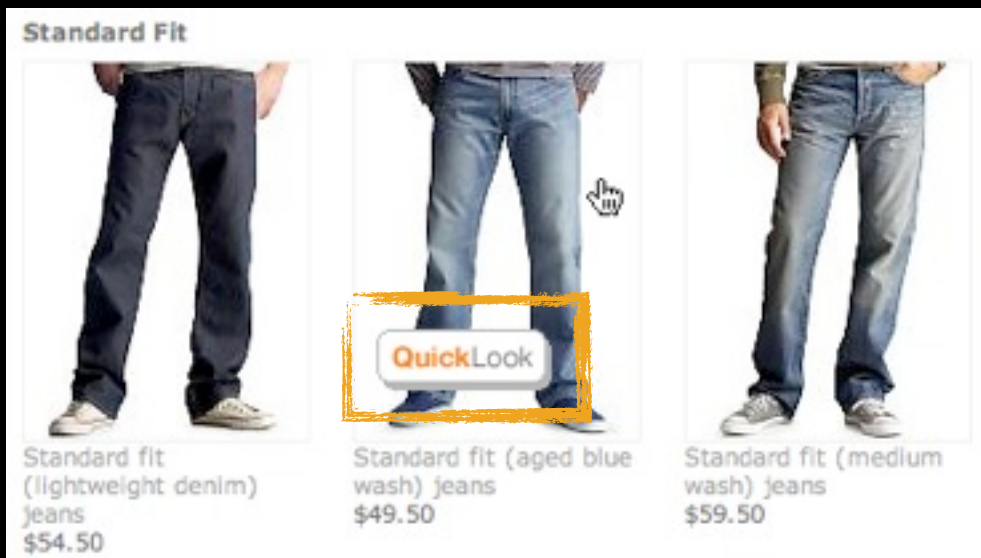 Standard Fit
QuickLook
Standard fit
(lightweight denim)
jeans
$54.50
Standard fit (aged blue
wash) jeans
$49.50
Standard fit (medium
wash) jeans
$59.50